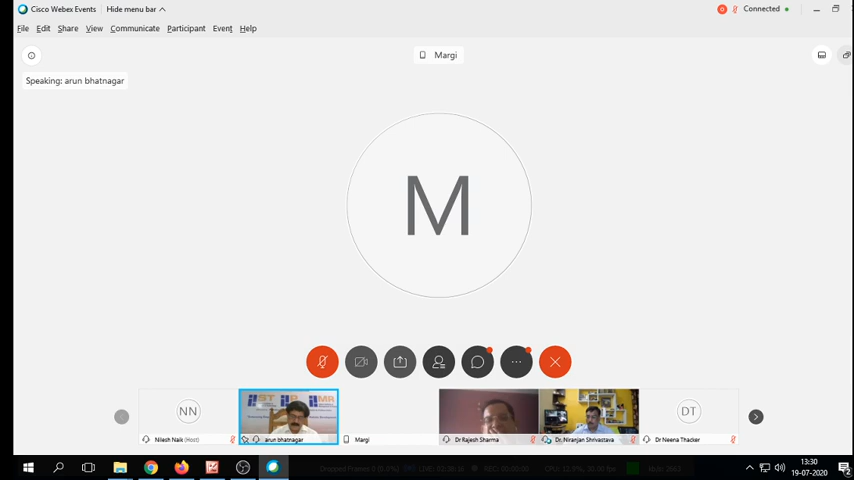 Cisco Webex Events Hide menu bar Connected
File Edit Share View Communicate Participant Event Help
Margi
Speaking: arun bhatnagar
M
NN
DT
Nilesh Naik (Host) arun bhatnagar Margi Dr Rajesh Sharma Dr. Niranjan Shrivastava Dr Neena Thacker
13:30
19-07-2020